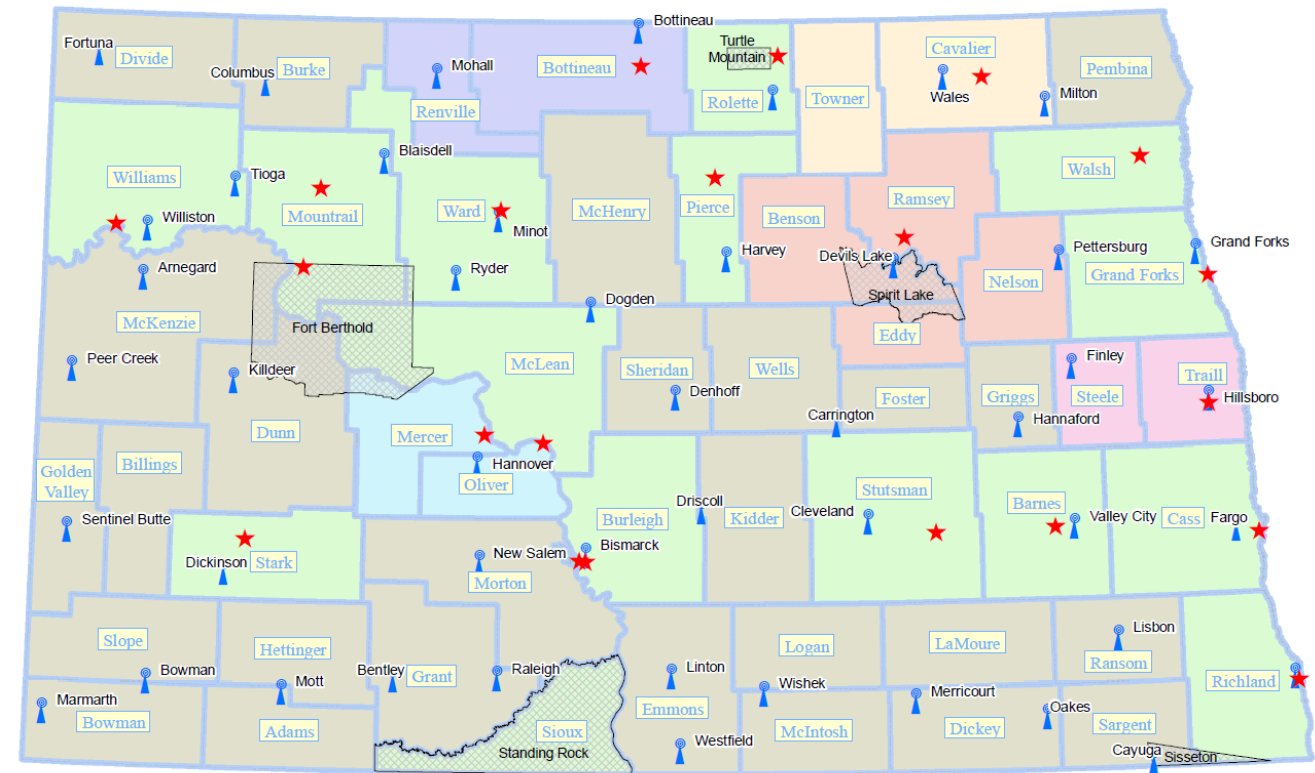 Bottineau
Fortuna
Divide
Columbus
Burke
Mohall
Bottineau
Turtle
Mountain
Cavalier
Pembina
Renville
Rolette
Towner
Wales
Milton
Blaisdell
Williams
Tioga
Mountrail
Ward
McHenry
Pierce
Benson
Ramsey
Walsh
Williston
Minot
Harvey
Devils Lake
Pettersburg
Grand Forks
Arnegard
Ryder
Spirit Lake
Nelson
Grand Forks
Dogden
McKenzie
Fort Berthold
Eddy
Peer Creek
Killdeer
McLean
Sheridan
Wells
Finley
Traill
Denhoff
Foster
Griggs
Steele
Hillsboro
Carrington
Hannaford
Dunn
Mercer
Golden
Valley
Billings
Hannover
Oliver
Stutsman
Driscoll
Cleveland
Barnes
Sentinel Butte
Burleigh
Kidder
Valley City
Cass
Fargo
Bismarck
Dickinson
Stark
New Salem
Morton
Slope
Hettinger
Logan
LaMoure
Lisbon
Ransom
Bowman
Bentley
Grant
Raleigh
Linton
Richland
Mott
Wishek
Marmarth
Merricourt
Bowman
Adams
Sioux
Emmons
McIntosh
Dickey
Oakes
Sargent
Westfield
Standing Rock
Cayuga
Sisseton